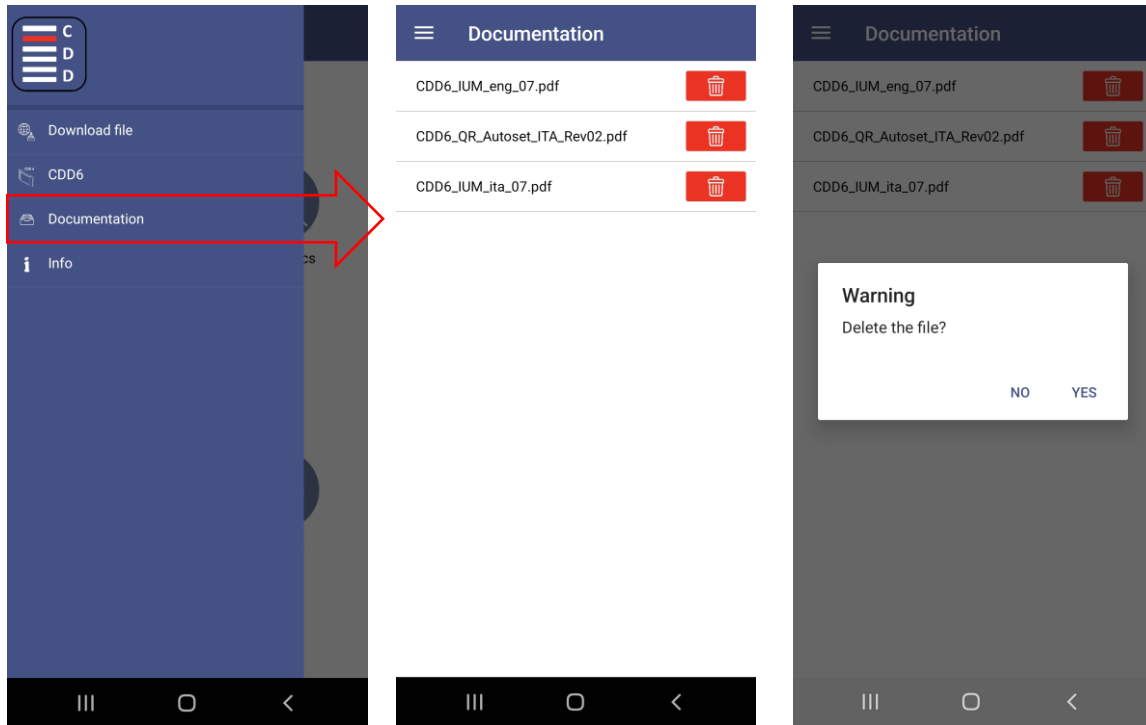 C
D
D
Download file
CDD6
Documentation
Info
cs
Documentation
CDD6_IUM_eng_07.pdf
CDD6_QR_Autoset_ITA_Rev02.pdf
CDD6_IUM_ita_07.pdf
Documentation
CDD6_IUM_eng_07.pdf
CDD6_QR_Autoset_ITA_Rev02.pdf
CDD6_IUM_ita_07.pdf
Warning
Delete the file?
NO YES